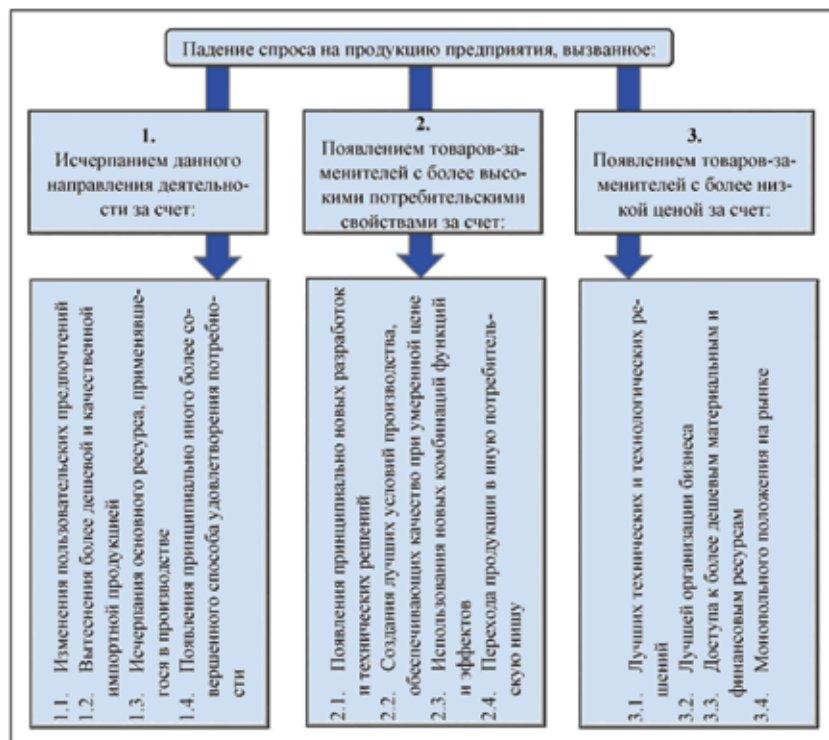 Падение спроса на продукцию предприятия, вызванное:
1.
Исчерпанием данного
направления деятельно-
сти за счет:
2.
Появлением товаров-за-
менителей с более высо-
кими потребительскими
свойствами за счет:
3.
Появлением товаров-за-
менителей с более низ-
кой ценой за счет:
1.1. Изменения пользовательских предпочтений
1.2. Вытеснения более дешевой и качественной
импортной продукцией
1.3. Исчерпания основного ресурса, применявше-
гося в производстве
1.4. Появления принципиально иного более со-
вершенного способа удовлетворения потребно-
сти
2.1. Появления принципиально новых разработок
и технических решений
2.2. Создания лучших условий производства,
обеспечивающих качество при умеренной цене
2.3. Использования новых комбинаций функций
и эффектов
2.4. Перехода продукции в иную потребитель-
скую нишу
3.1. Лучших технических и технологических ре-
шений
3.2. Лучшей организации бизнеса
3.3. Доступа к более дешевым материальным и
финансовым ресурсам
3.4. Монопольного положения на рынке